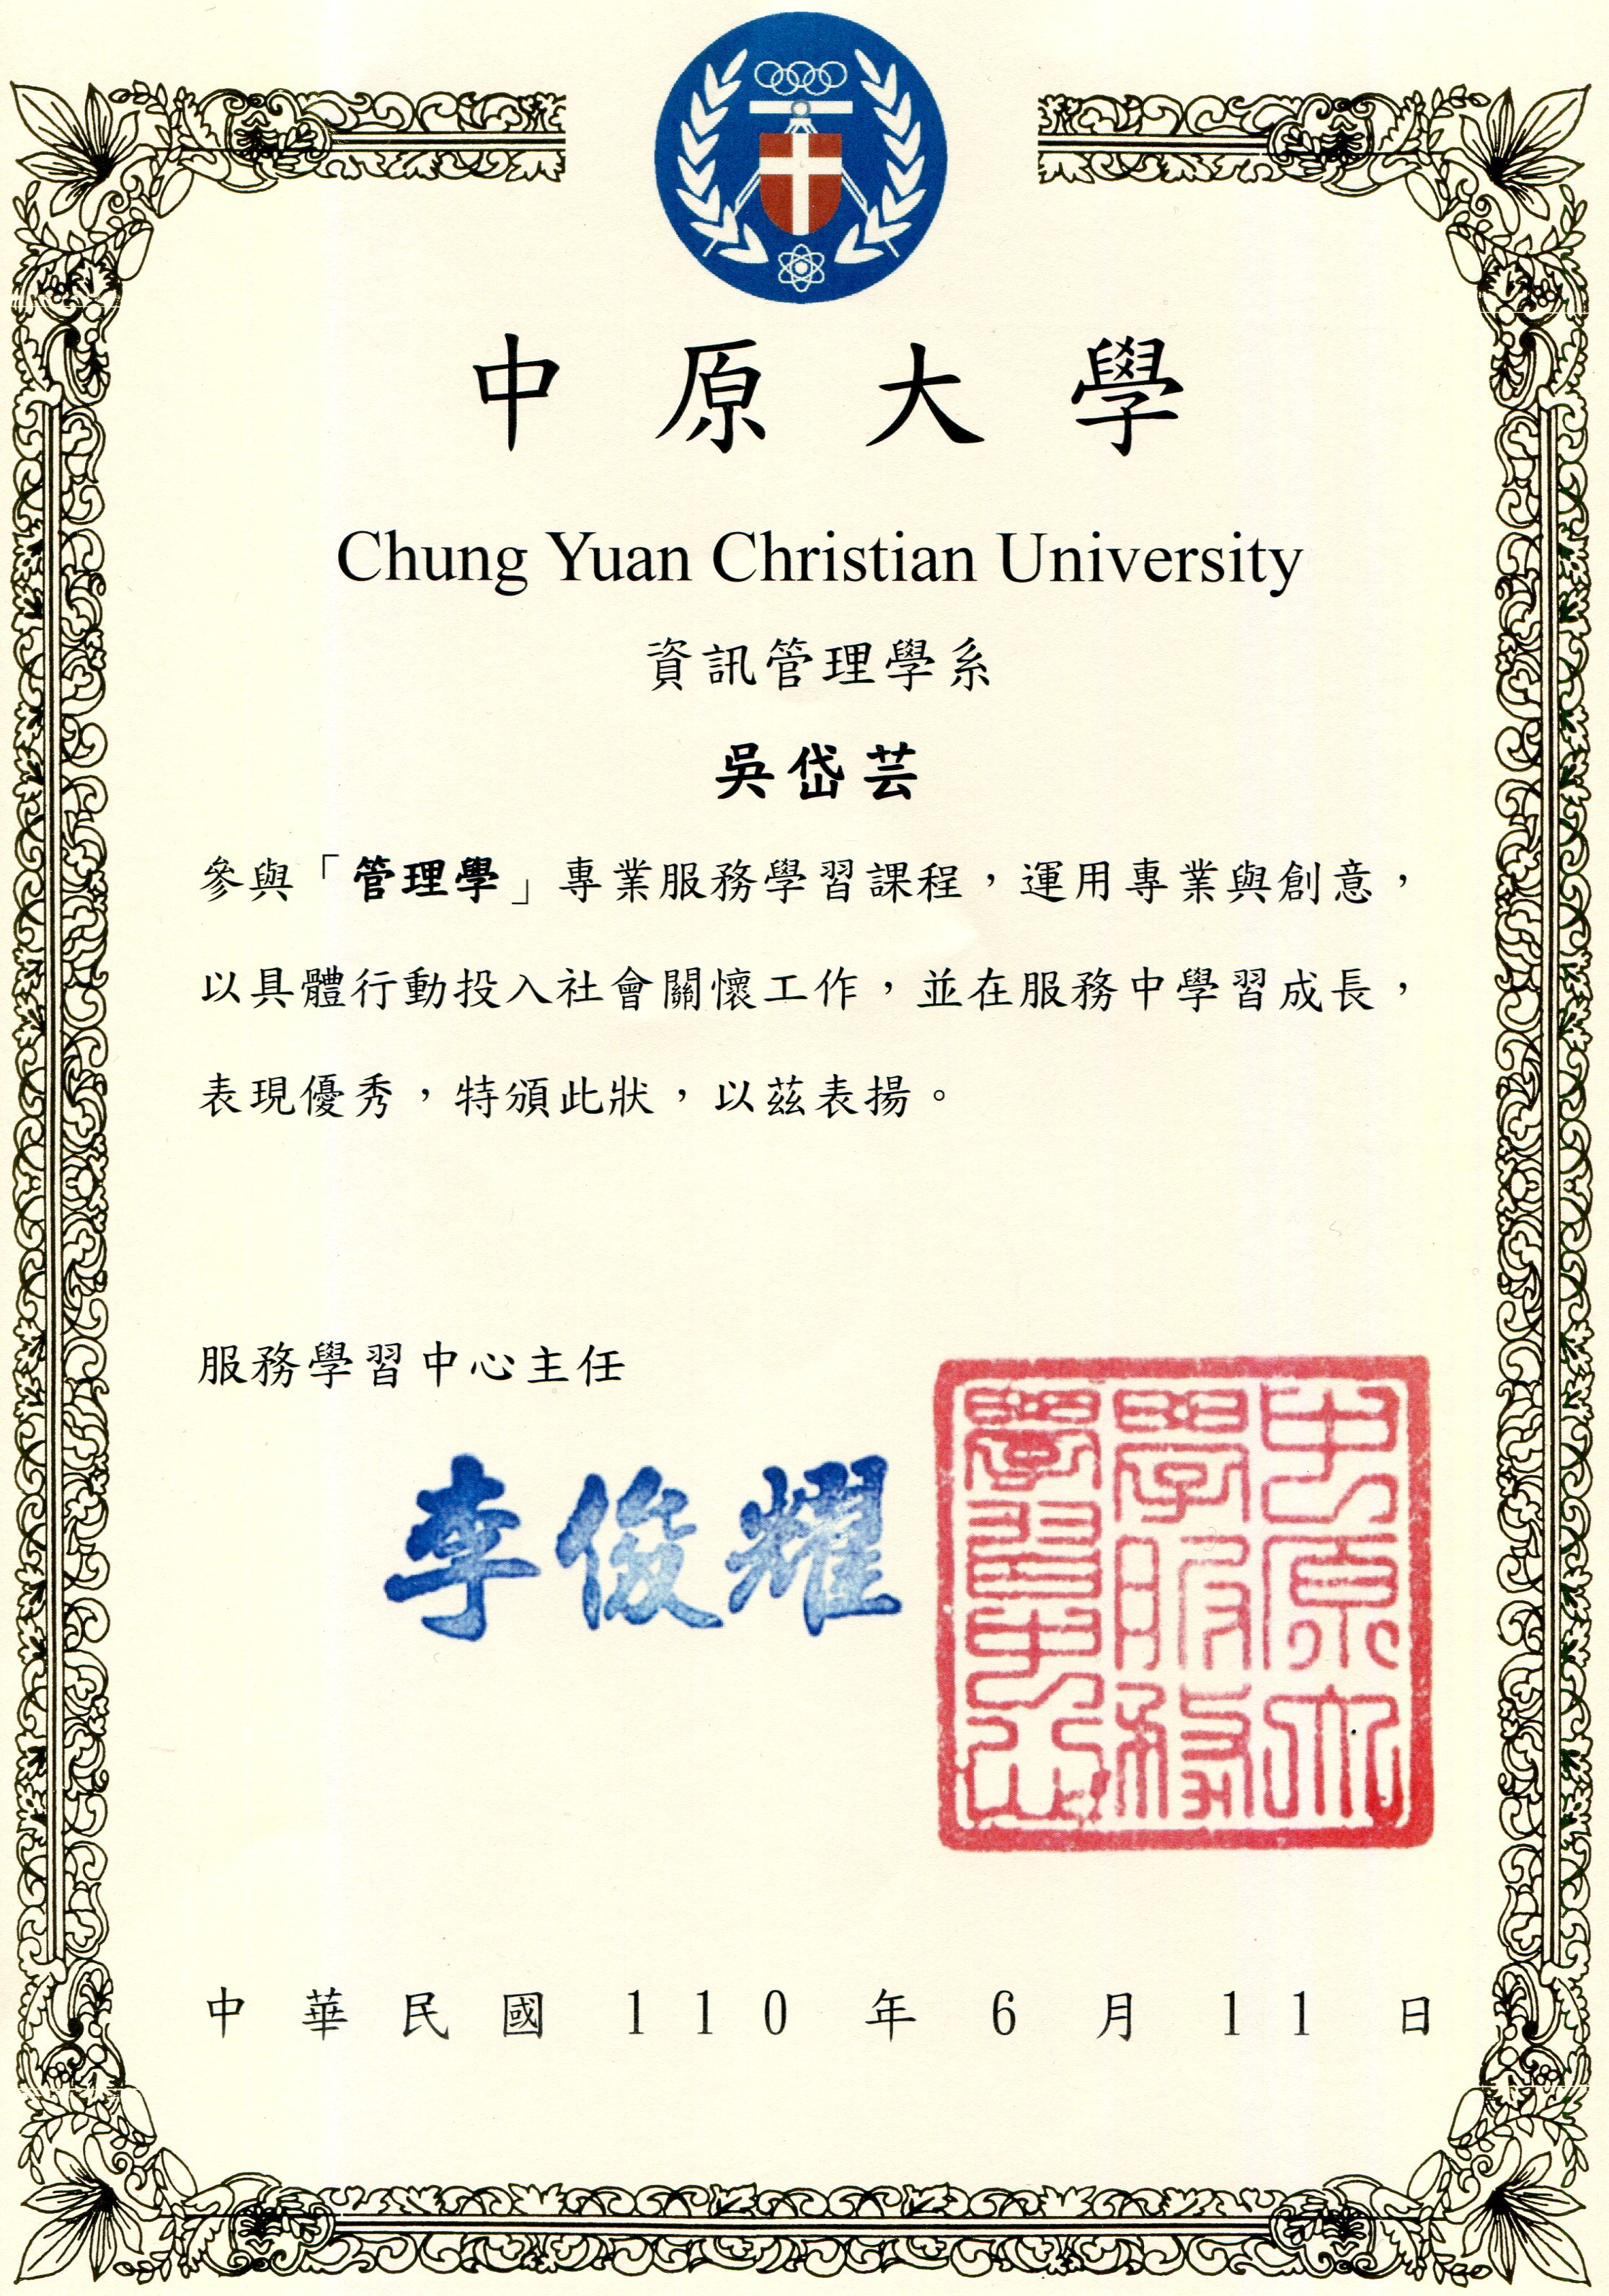 中原大學
Chung Yuan Christian University
資訊管理學系
吳岱芸
參與「管理學」專業服務學習課程，運用專業與創意，
以具體行動投入社會關懷工作，並在服務中學習成長，
表現優秀，特頒此狀，以茲表揚。
服務學習中心主任
李俊耀
中原大
學服務
學習中心
中華民國110年6月11日